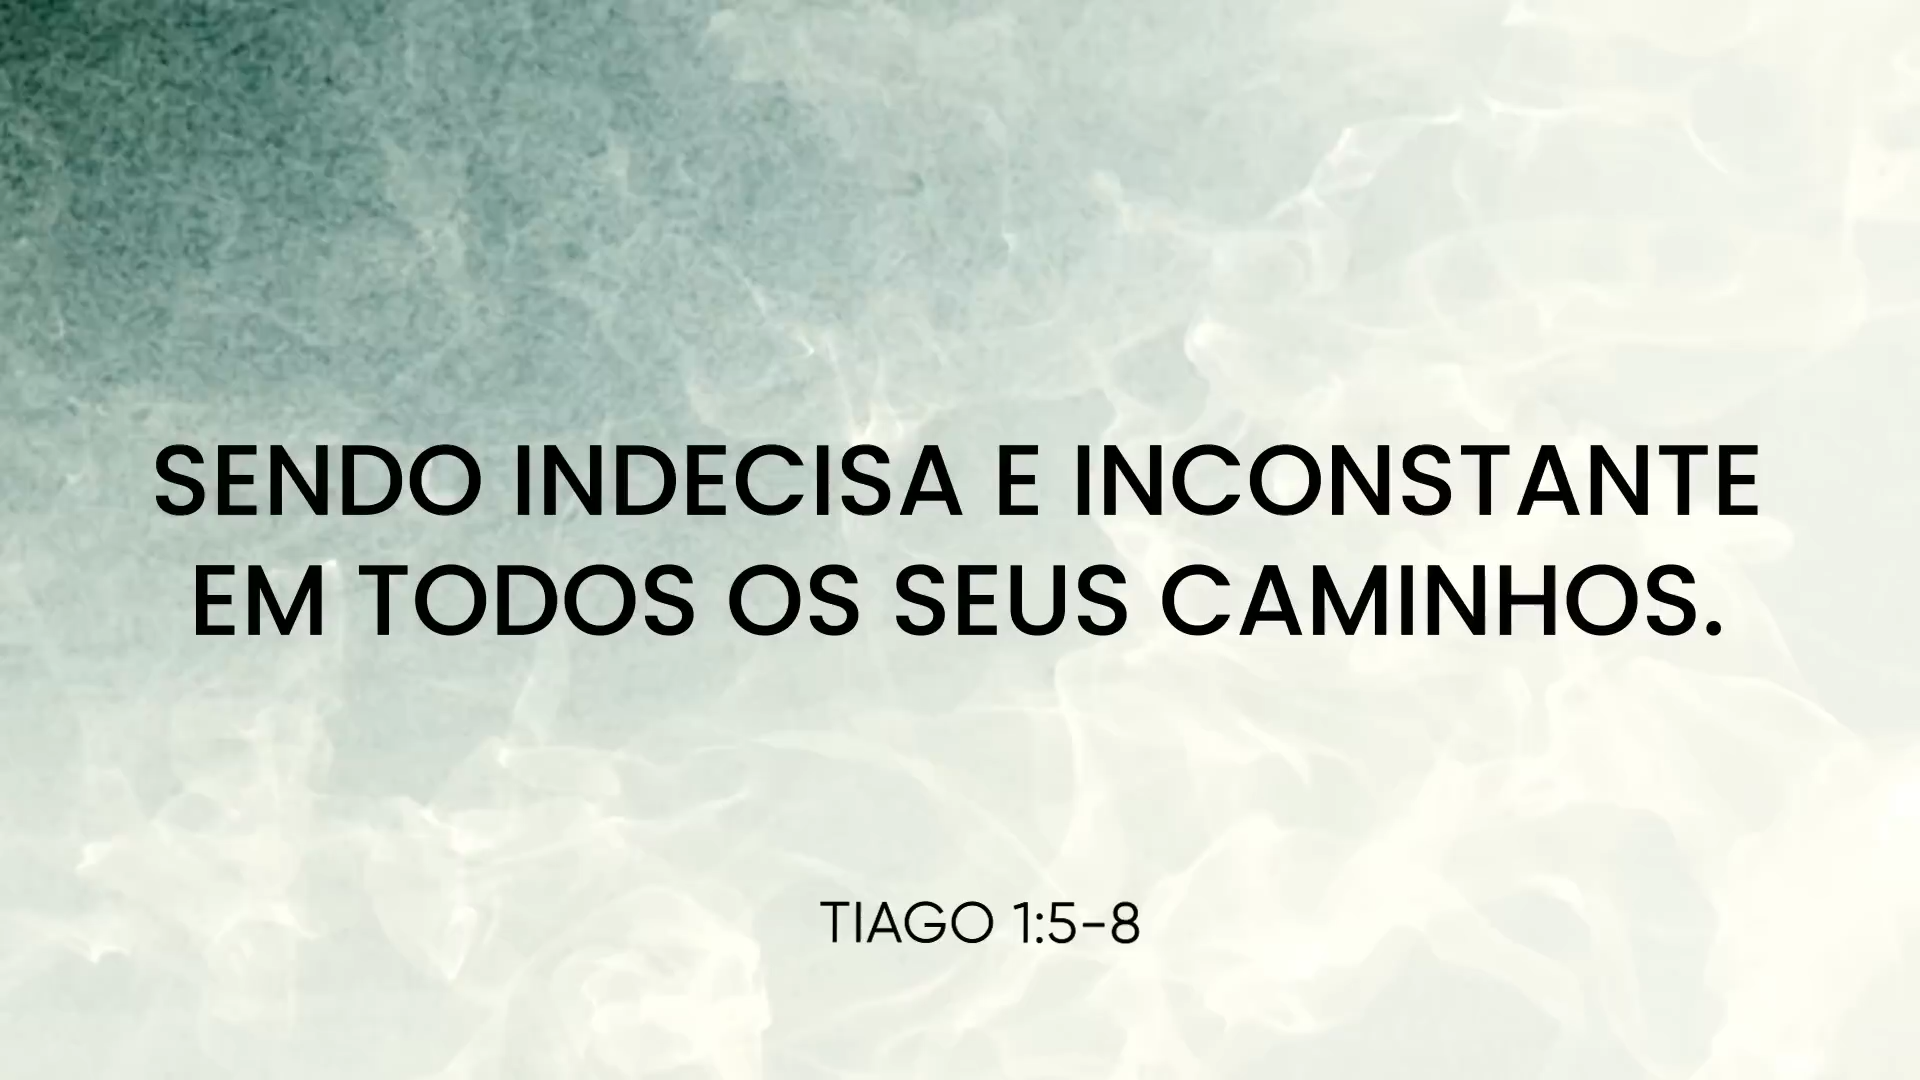 SENDO INDECISA E INCONSTANTE
EM TODOS OS SEUS CAMINHOS.
TIAGO 1:5-8